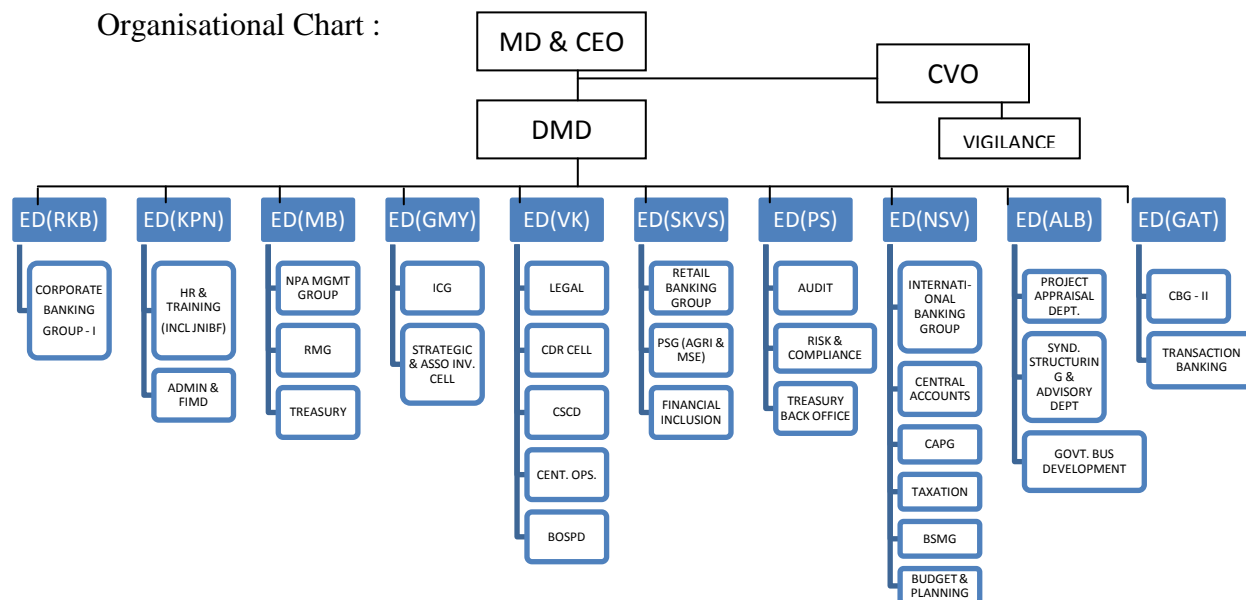 Organisational Chart :
MD & CEO
CVO
DMD
VIGILANCE
ED(RKB)
CORPORATE
BANKING
GROUP - I
ED(KPN)
HR &
TRAINING
(INCL JNIBF)
ADMIN &
FIMD
ED(MB)
NPA MGMT
GROUP
RMG
TREASURY
ED(GMY)
ICG
STRATEGIC
& ASSO INV.
CELL
ED(VK)
LEGAL
CDR CELL
CSCD
CENT. OPS.
BOSPD
ED(SKVS)
RETAIL
BANKING
GROUP
PSG (AGRI &
MSE)
FINANCIAL
INCLUSION
ED(PS)
AUDIT
RISK &
COMPLIANCE
TREASURY
BACK OFFICE
ED(NSV)
INTERNATI-
ONAL
BANKING
GROUP
CENTRAL
ACCOUNTS
CAPG
TAXATION
BSMG
BUDGET &
PLANNING
ED(ALB)
PROJECT
APPRAISAL
DEPT.
SYND.
STRUCTURIN
G &
ADVISORY
DEPT
GOVT. BUS
DEVELOPMENT
ED(GAT)
CBG - II
TRANSACTION
BANKING